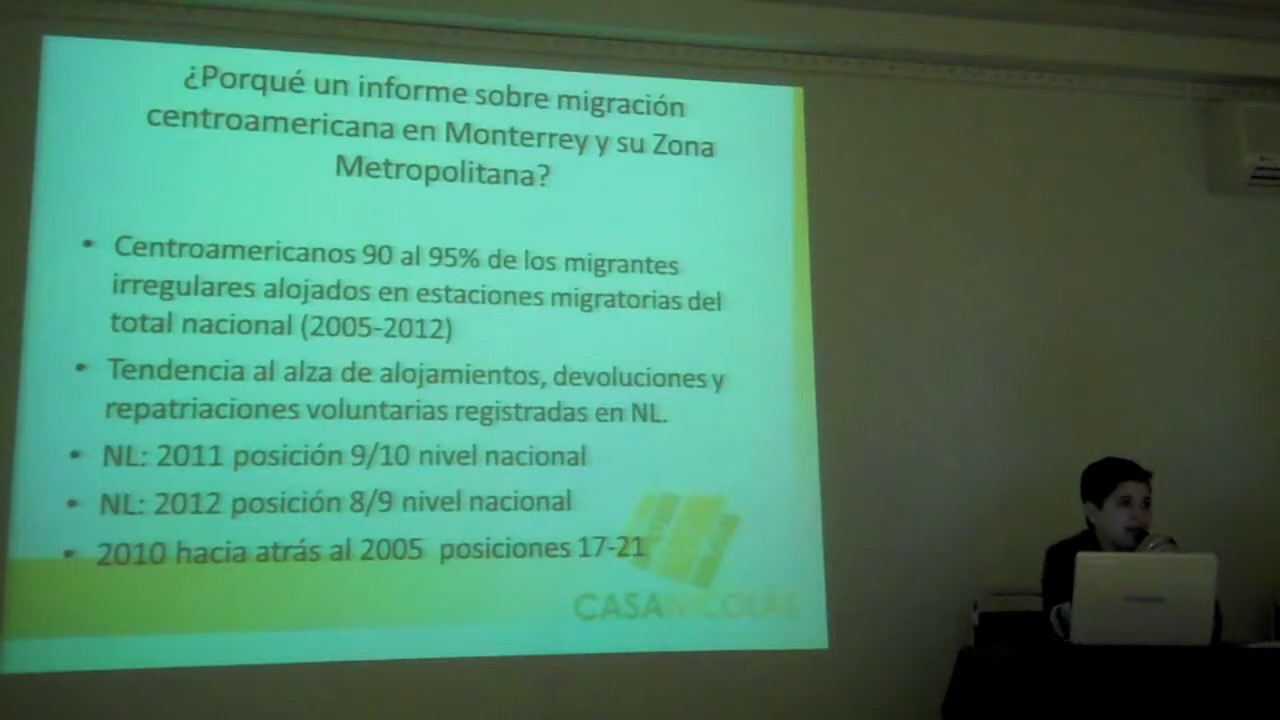 ¿Porqué un informe sobre migración
centroamericana en Monterrey y su Zona
Metropolitana?
• Centroamericanos 90 al 95% de los migrantes
irregulares alojados en estaciones migratorias del
total nacional (2005-2012)
• Tendencia al alza de alojamientos, devoluciones y
repatriaciones voluntarias registradas en NL.
• NL: 2011 posición 9/10 nivel nacional
• NL: 2012 posición 8/9 nivel nacional
• 2010 hacia atrás al 2005 posiciones 17-21
CASANICOLÁS